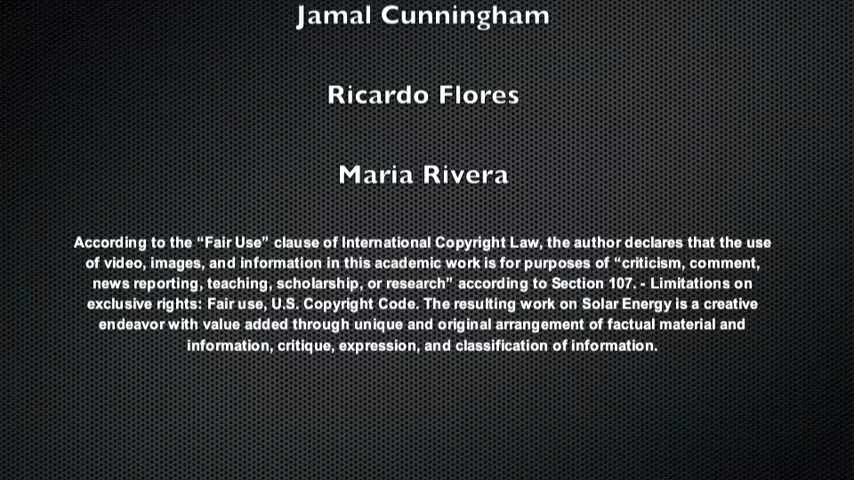 Jamal Cunningham
Ricardo Flores
Maria Rivera
According to the “Fair Use” clause of International Copyright Law, the author declares that the use
of video, images, and information in this academic work is for purposes of “criticism, comment,
news reporting, teaching, scholarship, or research” according to Section 107. - Limitations on
exclusive rights: Fair use, U.S. Copyright Code. The resulting work on Solar Energy is a creative
endeavor with value added through unique and original arrangement of factual material and
information, critique, expression, and classification of information.